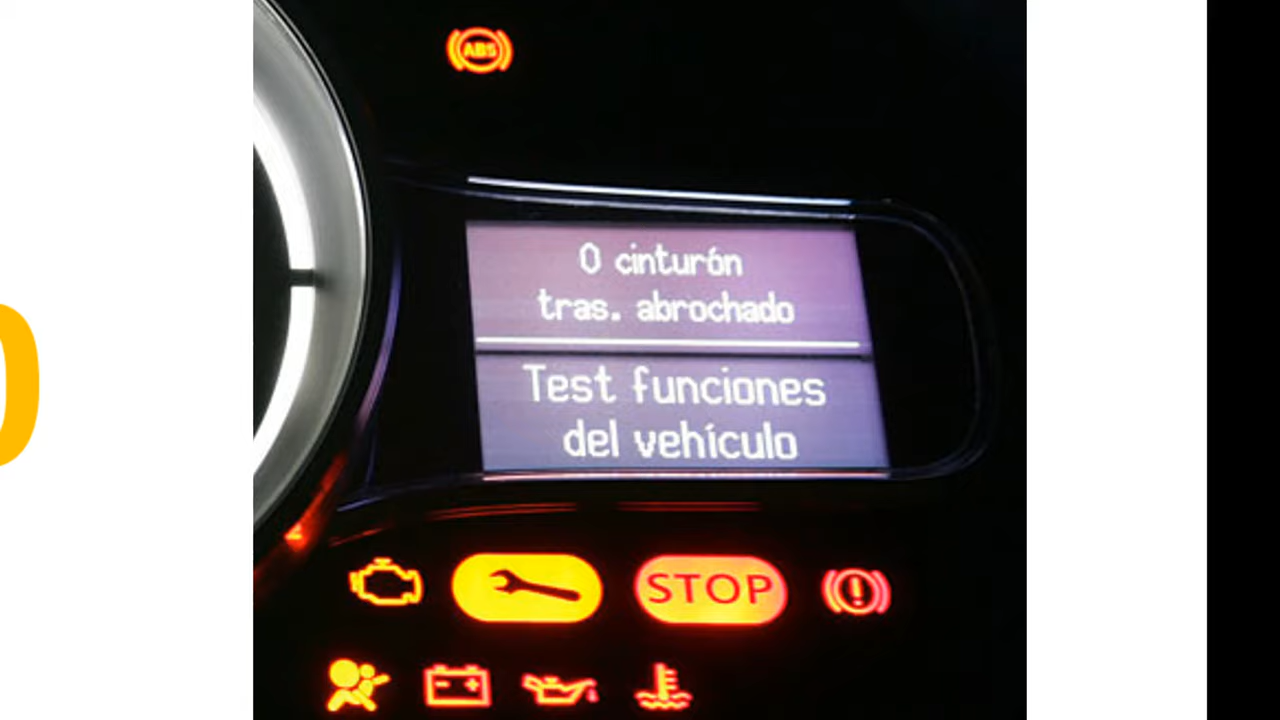 ABS
0 cinturón
tras. abrochado
Test funciones
del vehículo
STOP